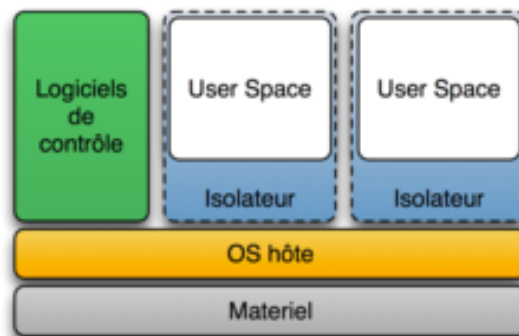 Logiciels
de
contrôle
User Space
Isolateur
User Space
Isolateur
OS hôte
Materiel